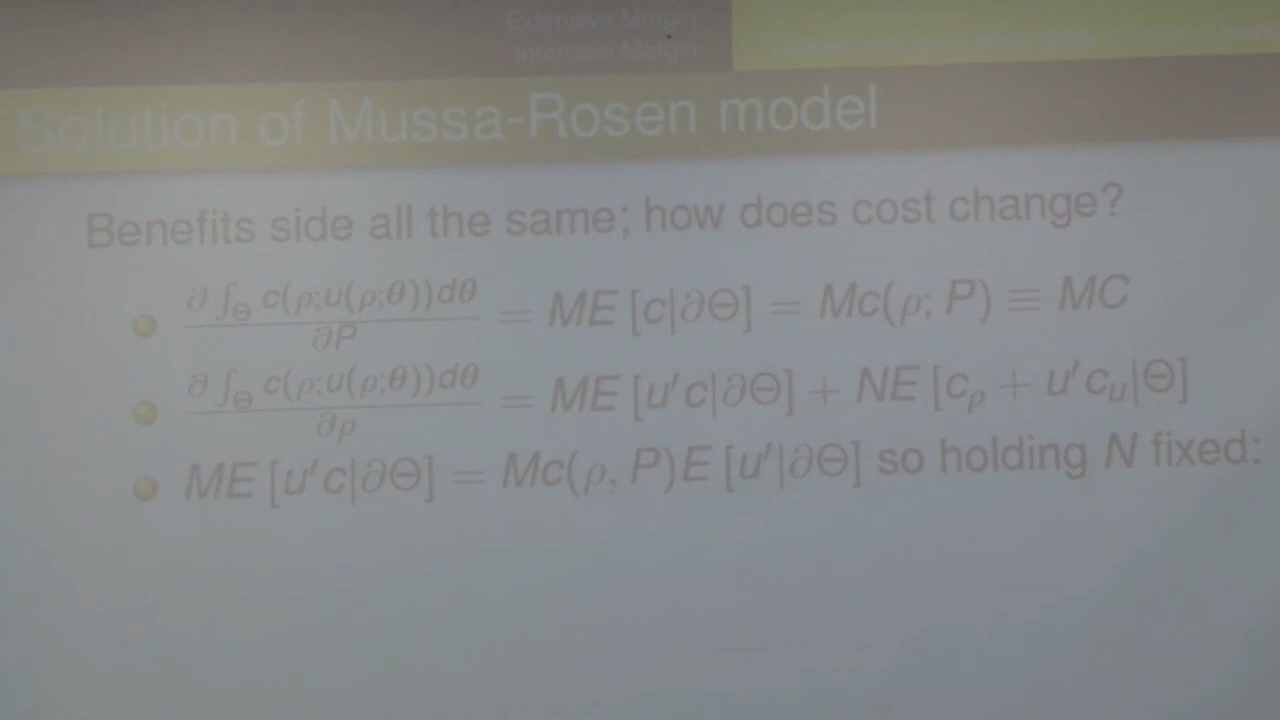 Extensive Margin
Intensive Margin
Solution of Mussa-Rosen model
Benefits side all the same; how does cost change?
∂ ∫_Θ c(ρ;u(ρ;θ))dθ / ∂P = ME [c|∂Θ] = Mc(ρ; P) ≡ MC
∂ ∫_Θ c(ρ;u(ρ;θ))dθ / ∂ρ = ME [u′c|∂Θ] + NE [c_ρ + u′c_u|Θ]
ME [u′c|∂Θ] = Mc(ρ, P)E [u′|∂Θ] so holding N fixed: